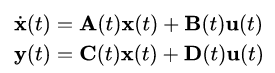 ẋ(t) = A(t)x(t) + B(t)u(t)
y(t) = C(t)x(t) + D(t)u(t)